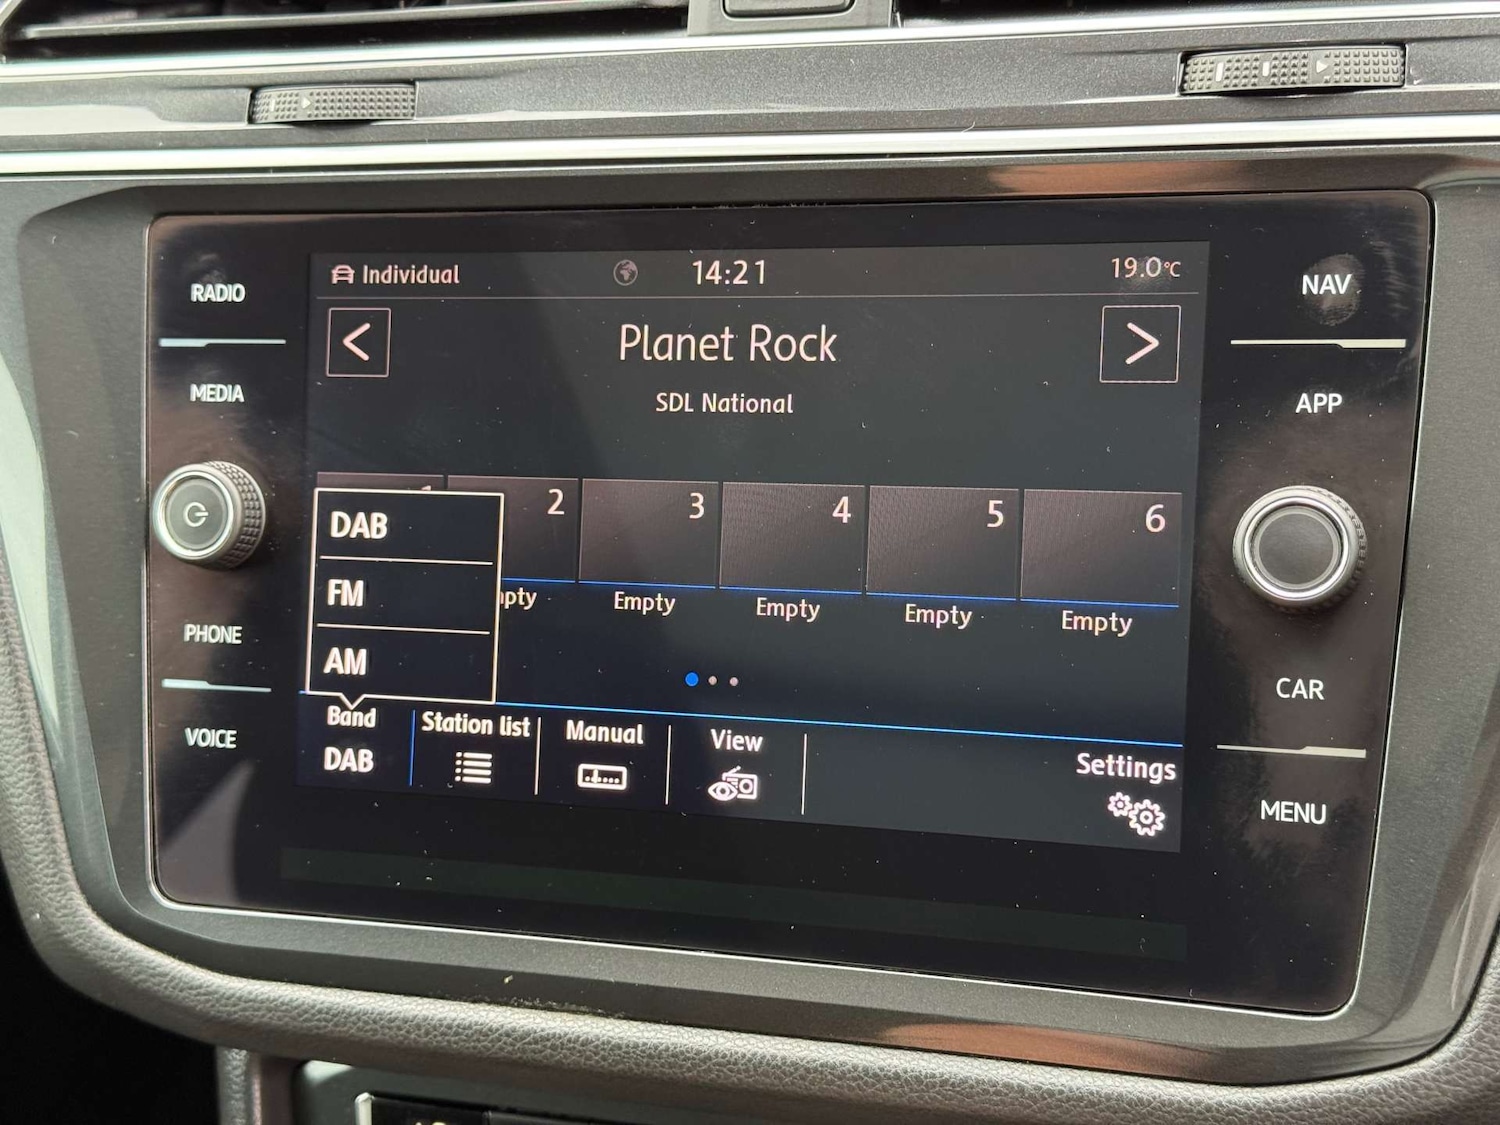 RADIO
MEDIA
PHONE
VOICE
Individual
14:21
19.0°C
Planet Rock
SDL National
2
3
4
5
6
Empty
Empty
Empty
Empty
DAB
FM
AM
Band
DAB
Station list
Manual
View
Settings
NAV
APP
CAR
MENU